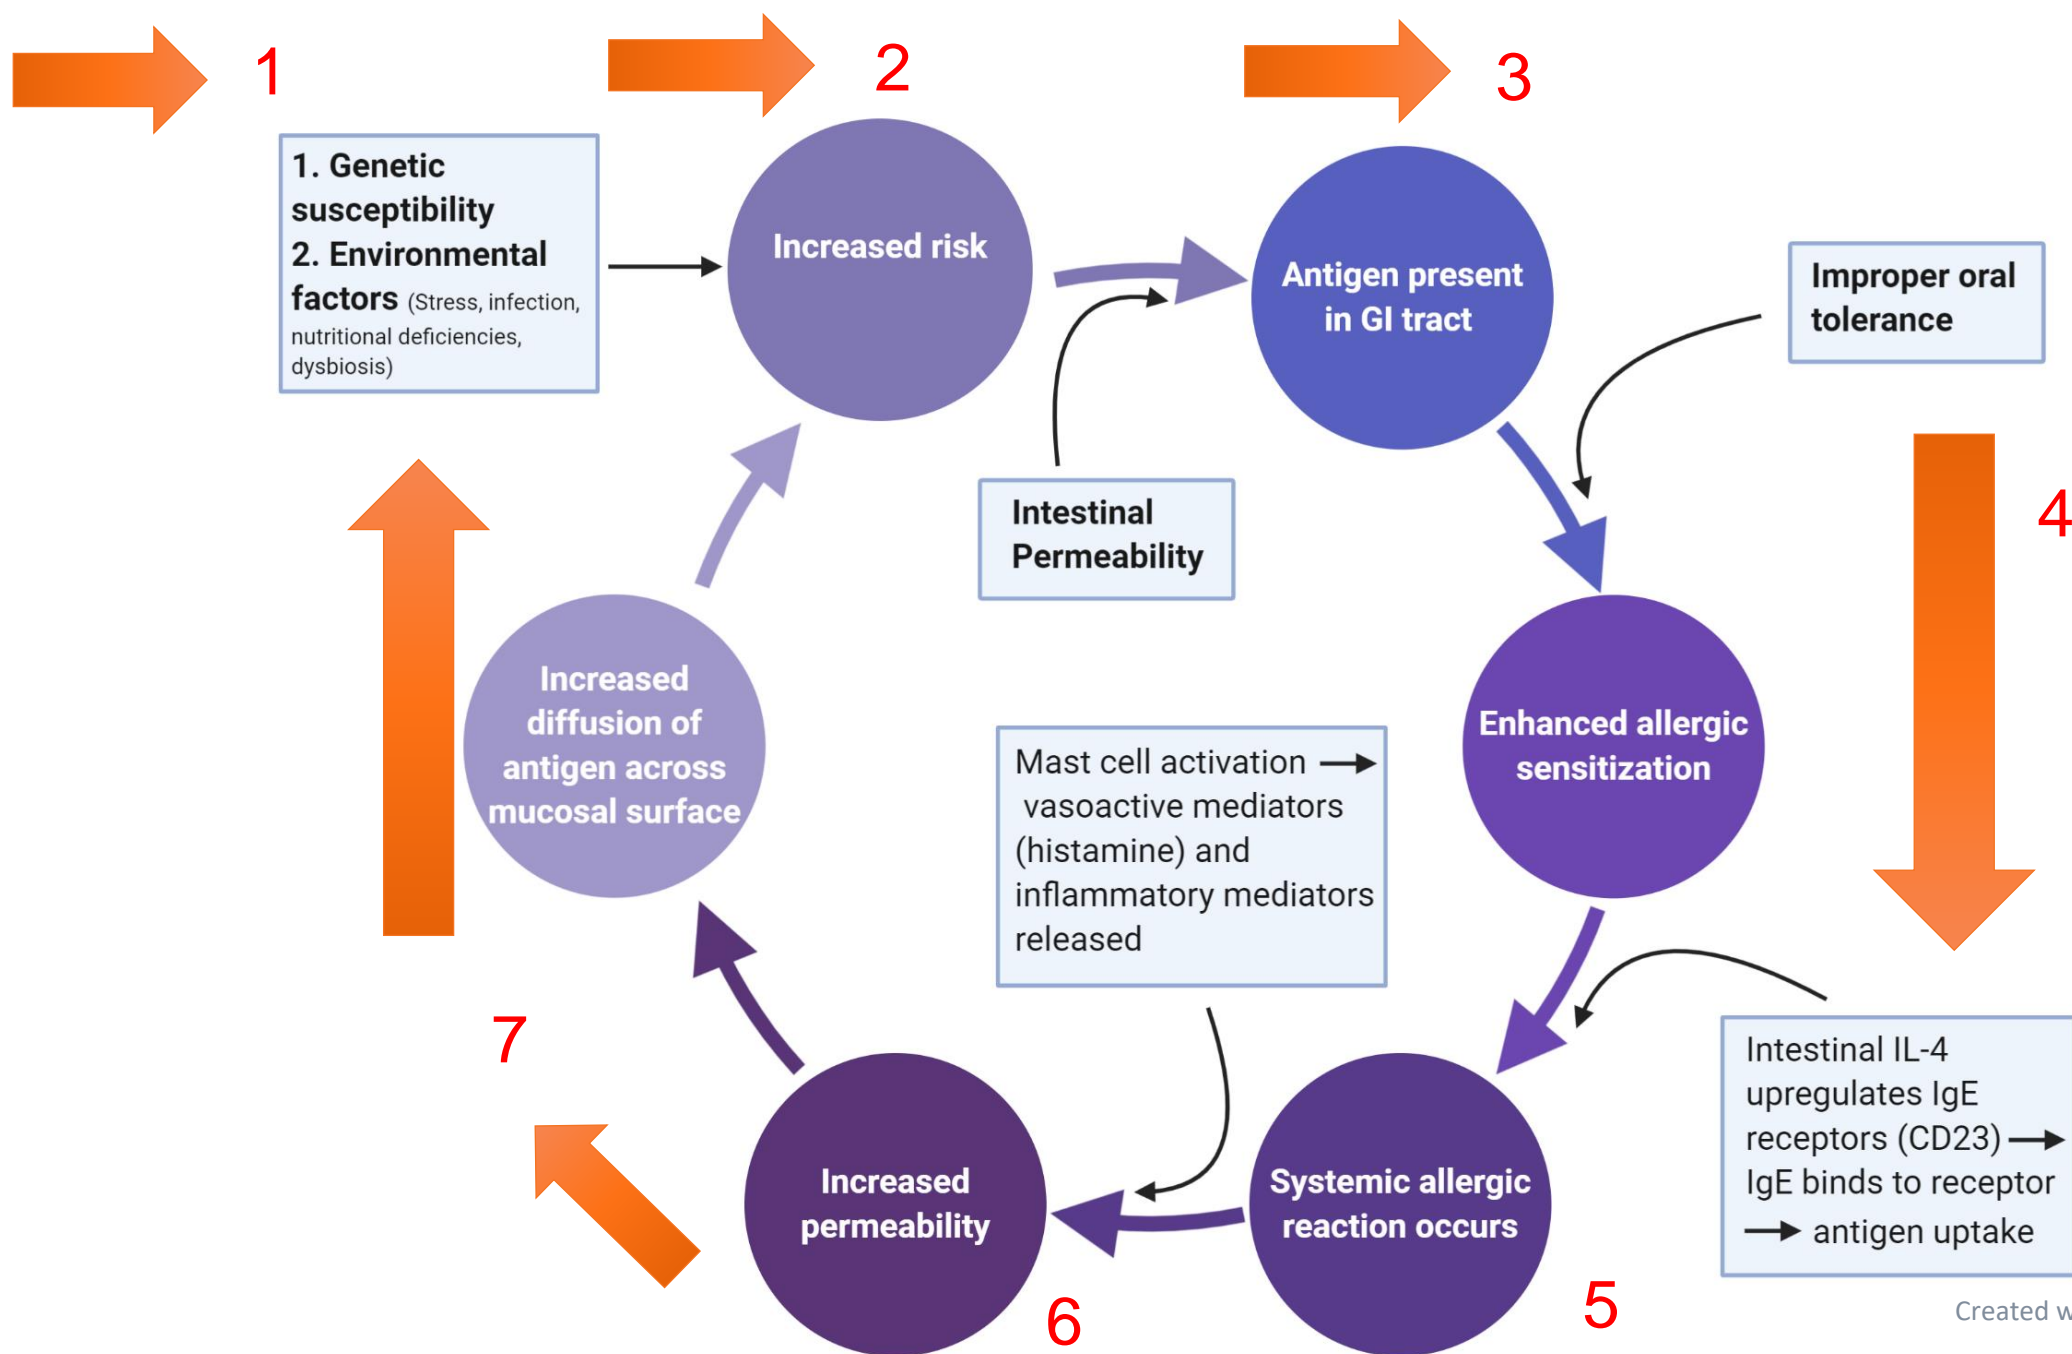 1
2
3
1. Genetic
susceptibility
2. Environmental
factors (Stress, infection,
nutritional deficiencies,
dysbiosis)
Increased risk
Antigen present
in GI tract
Improper oral
tolerance
4
Intestinal
Permeability
Increased
diffusion of
antigen across
mucosal surface
Mast cell activation →
vasoactive mediators
(histamine) and
inflammatory mediators
released
Enhanced allergic
sensitization
7
Intestinal IL-4
upregulates IgE
receptors (CD23) →
IgE binds to receptor
→ antigen uptake
Increased
permeability
Systemic allergic
reaction occurs
6
5
Created